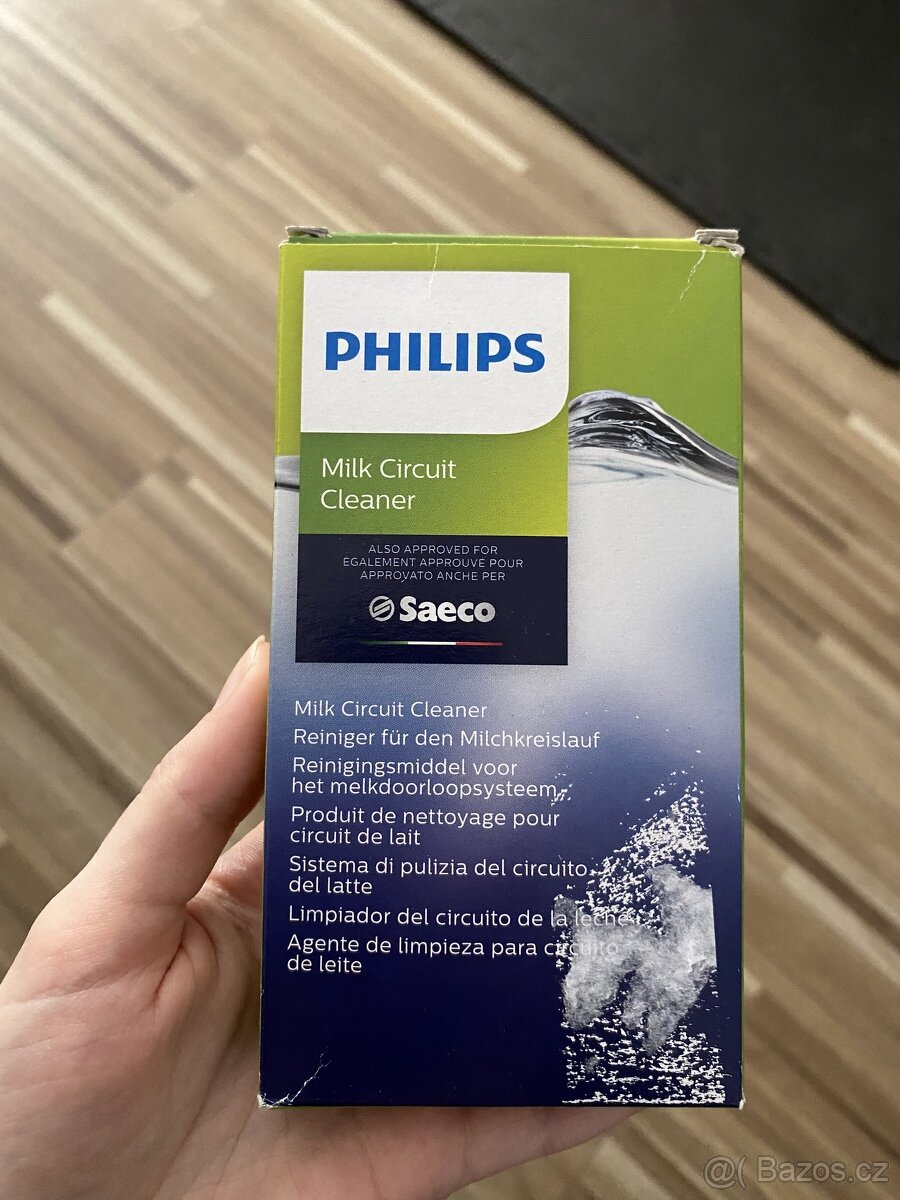 PHILIPS
Milk Circuit
Cleaner
ALSO APPROVED FOR
ÉGALEMENT APPROUVÉ POUR
APPROVATO ANCHE PER
Saeco
Milk Circuit Cleaner
Reiniger für den Milchkreislauf
Reinigingsmiddel voor
het melkdoorloopsysteem
Produit de nettoyage pour
circuit de lait
Sistema di pulizia del circuito
del latte
Limpiador del circuito de la leche
Agente de limpieza para circuito
de leite
@( Bazos.cz